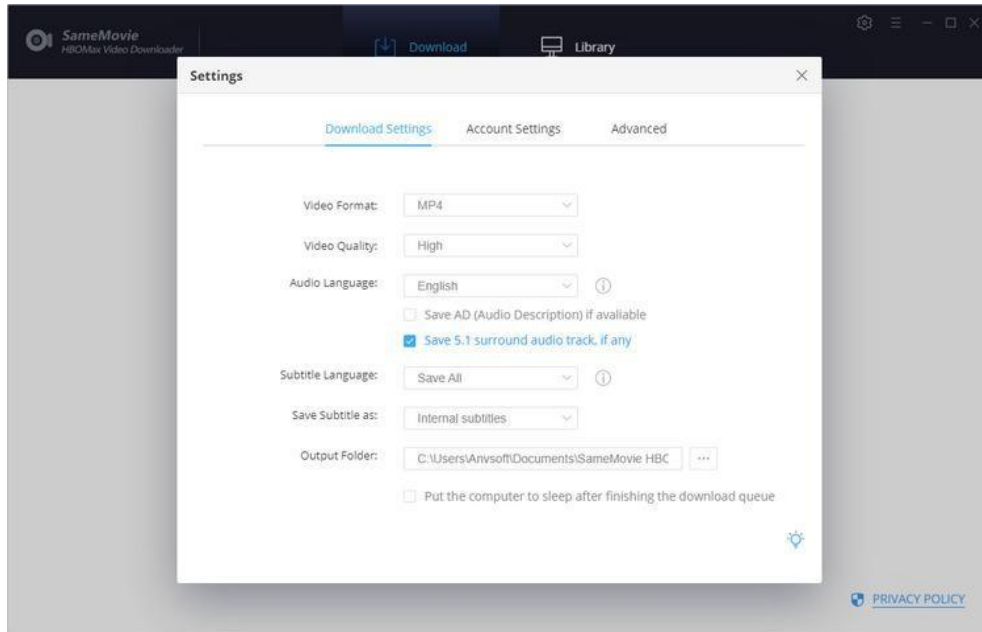 SameMovie
HBOMax Video Downloader
Download
Library
Settings
Download Settings
Account Settings
Advanced
Video Format: MP4
Video Quality: High
Audio Language: English
Save AD (Audio Description) if avaliable
Save 5.1 surround audio track, if any
Subtitle Language: Save All
Save Subtitle as: Internal subtitles
Output Folder: C:\Users\Anvsoft\Documents\SameMovie HBC ...
Put the computer to sleep after finishing the download queue
PRIVACY POLICY